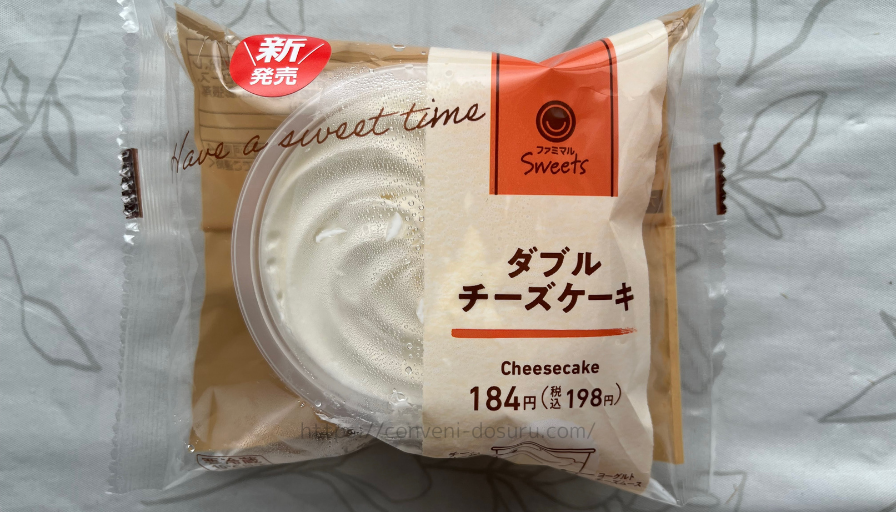 新
発売
Have a sweet time
ファミマル
Sweets
ダブル
チーズケーキ
Cheesecake
184円(税込198円)
https://conveni-dosuru.com/
ヨーグルト